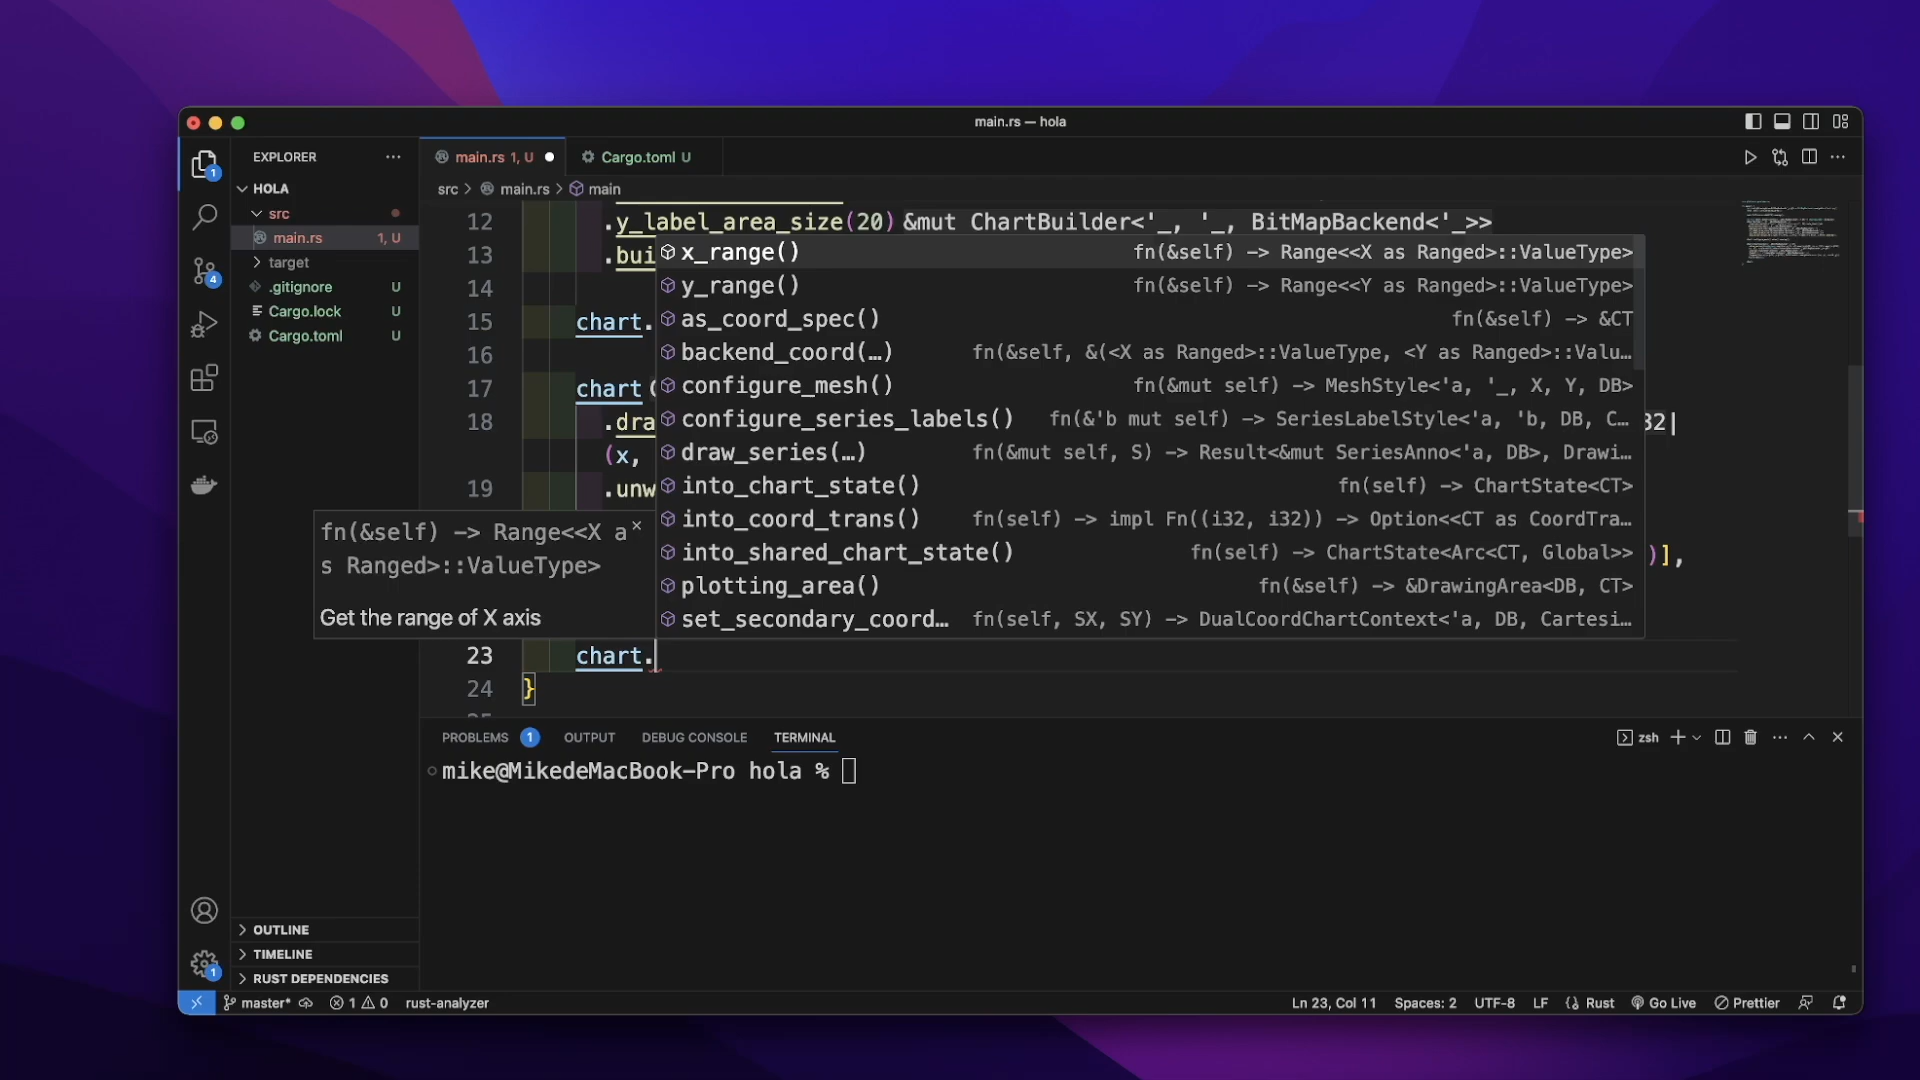 main.rs — hola
EXPLORER
main.rs 1, U
Cargo.toml U
HOLA
src
main.rs 1, U
target
.gitignore U
Cargo.lock U
Cargo.toml U
src > main.rs > main
12 .y_label_area_size(20) &mut ChartBuilder<'_, '_, BitMapBackend<'_>>
13 .bui
14
15 chart.
16
17 chart
18 .dra 32|
(x,
19 .unw
)],
x_range() fn(&self) -> Range<<X as Ranged>::ValueType>
y_range() fn(&self) -> Range<<Y as Ranged>::ValueType>
as_coord_spec() fn(&self) -> &CT
backend_coord(…) fn(&self, &(<X as Ranged>::ValueType, <Y as Ranged>::Valu…
configure_mesh() fn(&mut self) -> MeshStyle<'a, '_, X, Y, DB>
configure_series_labels() fn(&'b mut self) -> SeriesLabelStyle<'a, 'b, DB, C…
draw_series(…) fn(&mut self, S) -> Result<&mut SeriesAnno<'a, DB>, Drawi…
into_chart_state() fn(self) -> ChartState<CT>
into_coord_trans() fn(self) -> impl Fn((i32, i32)) -> Option<<CT as CoordTra…
into_shared_chart_state() fn(self) -> ChartState<Arc<CT, Global>>
plotting_area() fn(&self) -> &DrawingArea<DB, CT>
set_secondary_coord… fn(self, SX, SY) -> DualCoordChartContext<'a, DB, Cartesi…
fn(&self) -> Range<<X a
s Ranged>::ValueType>
Get the range of X axis
23 chart.
24 }
PROBLEMS 1 OUTPUT DEBUG CONSOLE TERMINAL
zsh
mike@MikedeMacBook-Pro hola %
OUTLINE
TIMELINE
RUST DEPENDENCIES
master* 1 0 rust-analyzer
Ln 23, Col 11 Spaces: 2 UTF-8 LF Rust Go Live Prettier